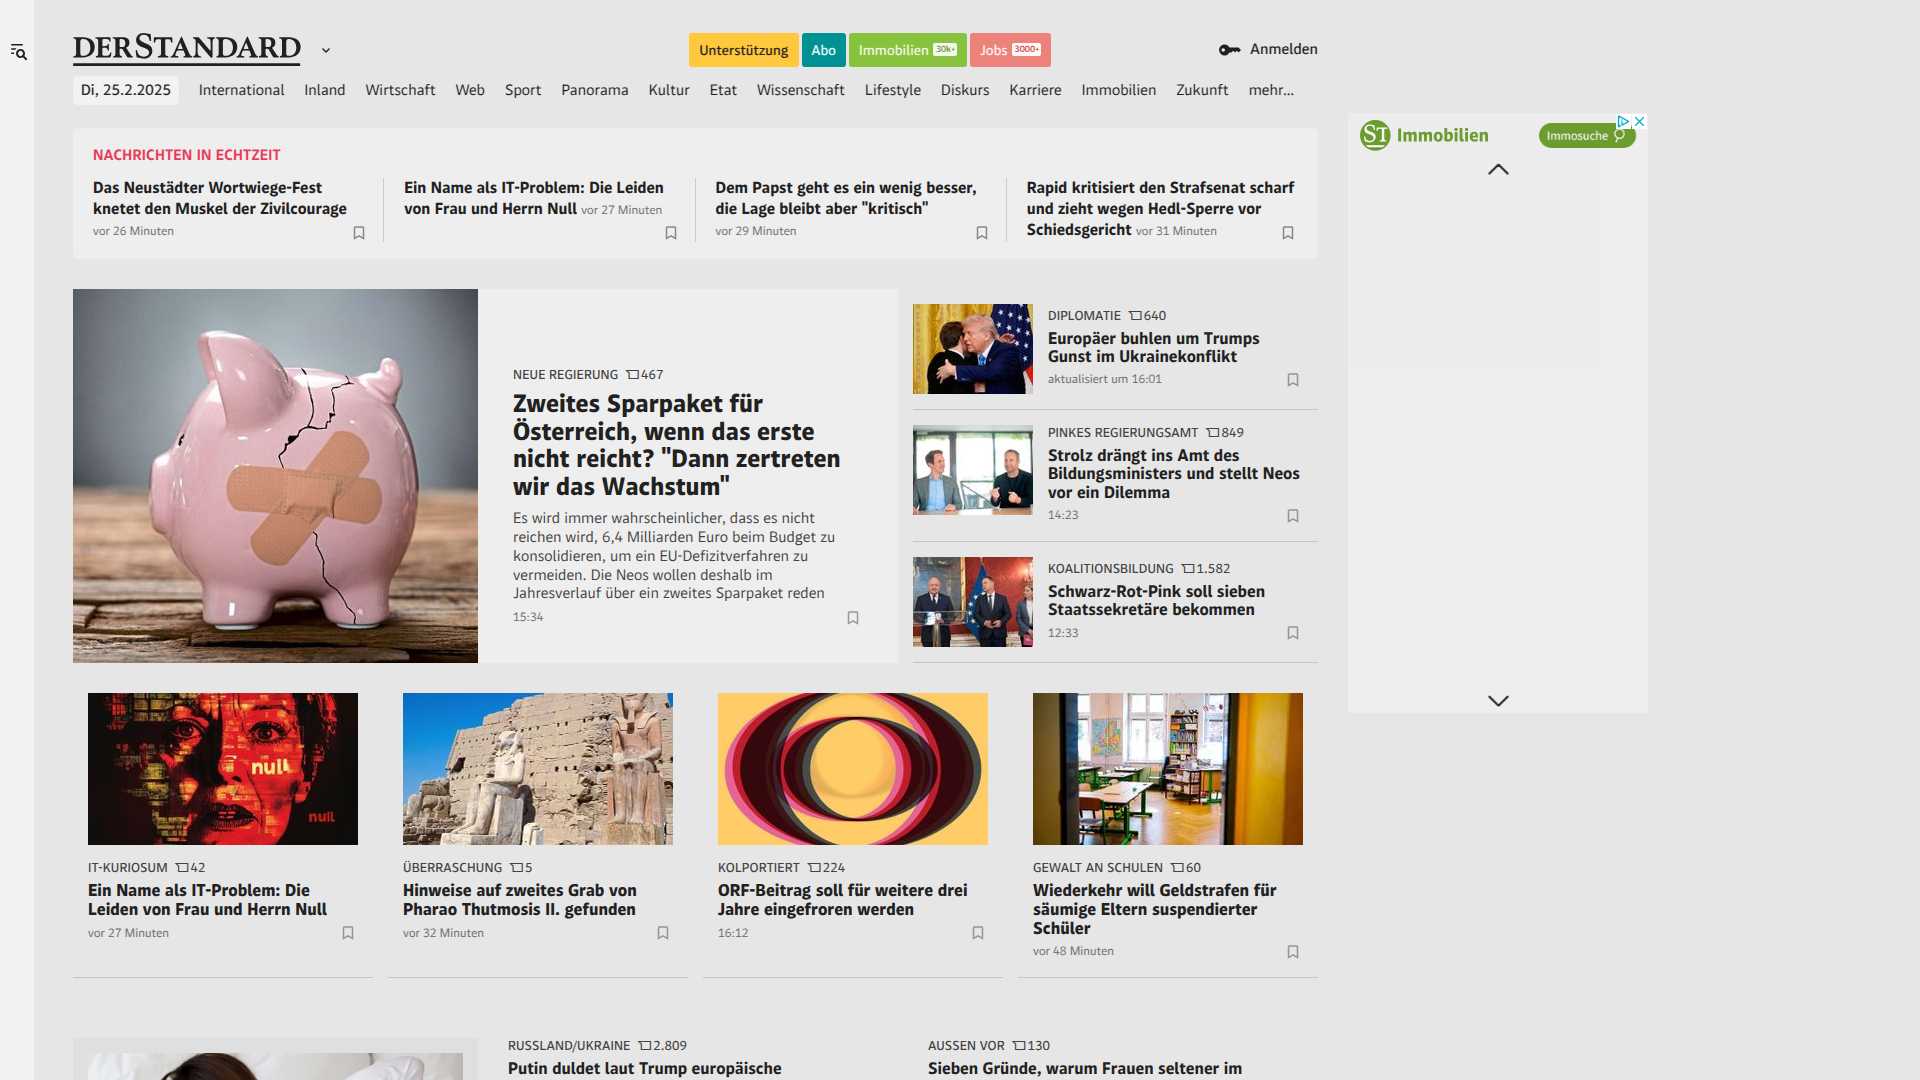 DERSTANDARD
Unterstützung
Abo
Immobilien 30k+
Jobs 3000+
Anmelden
Di, 25.2.2025
International
Inland
Wirtschaft
Web
Sport
Panorama
Kultur
Etat
Wissenschaft
Lifestyle
Diskurs
Karriere
Immobilien
Zukunft
mehr...
NACHRICHTEN IN ECHTZEIT
Das Neustädter Wortwiege-Fest
knetet den Muskel der Zivilcourage
vor 26 Minuten
Ein Name als IT-Problem: Die Leiden
von Frau und Herrn Null vor 27 Minuten
Dem Papst geht es ein wenig besser,
die Lage bleibt aber "kritisch"
vor 29 Minuten
Rapid kritisiert den Strafsenat scharf
und zieht wegen Hedl-Sperre vor
Schiedsgericht vor 31 Minuten
ST Immobilien
Immosuche
NEUE REGIERUNG 467
Zweites Sparpaket für
Österreich, wenn das erste
nicht reicht? "Dann zertreten
wir das Wachstum"
Es wird immer wahrscheinlicher, dass es nicht
reichen wird, 6,4 Milliarden Euro beim Budget zu
konsolidieren, um ein EU-Defizitverfahren zu
vermeiden. Die Neos wollen deshalb im
Jahresverlauf über ein zweites Sparpaket reden
15:34
DIPLOMATIE 640
Europäer buhlen um Trumps
Gunst im Ukrainekonflikt
aktualisiert um 16:01
PINKES REGIERUNGSAMT 849
Strolz drängt ins Amt des
Bildungsministers und stellt Neos
vor ein Dilemma
14:23
KOALITIONSBILDUNG 1.582
Schwarz-Rot-Pink soll sieben
Staatssekretäre bekommen
12:33
null
null
IT-KURIOSUM 42
Ein Name als IT-Problem: Die
Leiden von Frau und Herrn Null
vor 27 Minuten
ÜBERRASCHUNG 5
Hinweise auf zweites Grab von
Pharao Thutmosis II. gefunden
vor 32 Minuten
KOLPORTIERT 224
ORF-Beitrag soll für weitere drei
Jahre eingefroren werden
16:12
GEWALT AN SCHULEN 60
Wiederkehr will Geldstrafen für
säumige Eltern suspendierter
Schüler
vor 48 Minuten
RUSSLAND/UKRAINE 2.809
Putin duldet laut Trump europäische
AUSSEN VOR 130
Sieben Gründe, warum Frauen seltener im